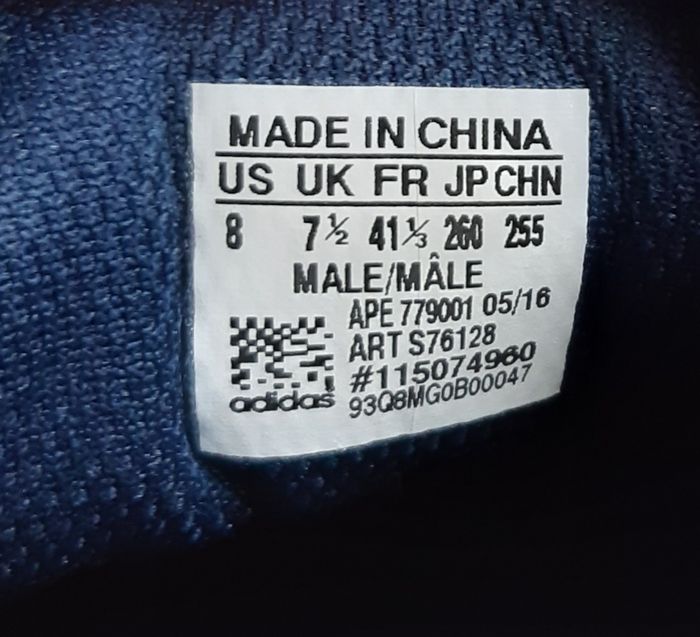 MADE IN CHINA
US UK FR JP CHN
8 7½ 41⅓ 260 255
MALE/MÂLE
APE 779001 05/16
ART S76128
#115074960
adidas 93Q8MG0B00047